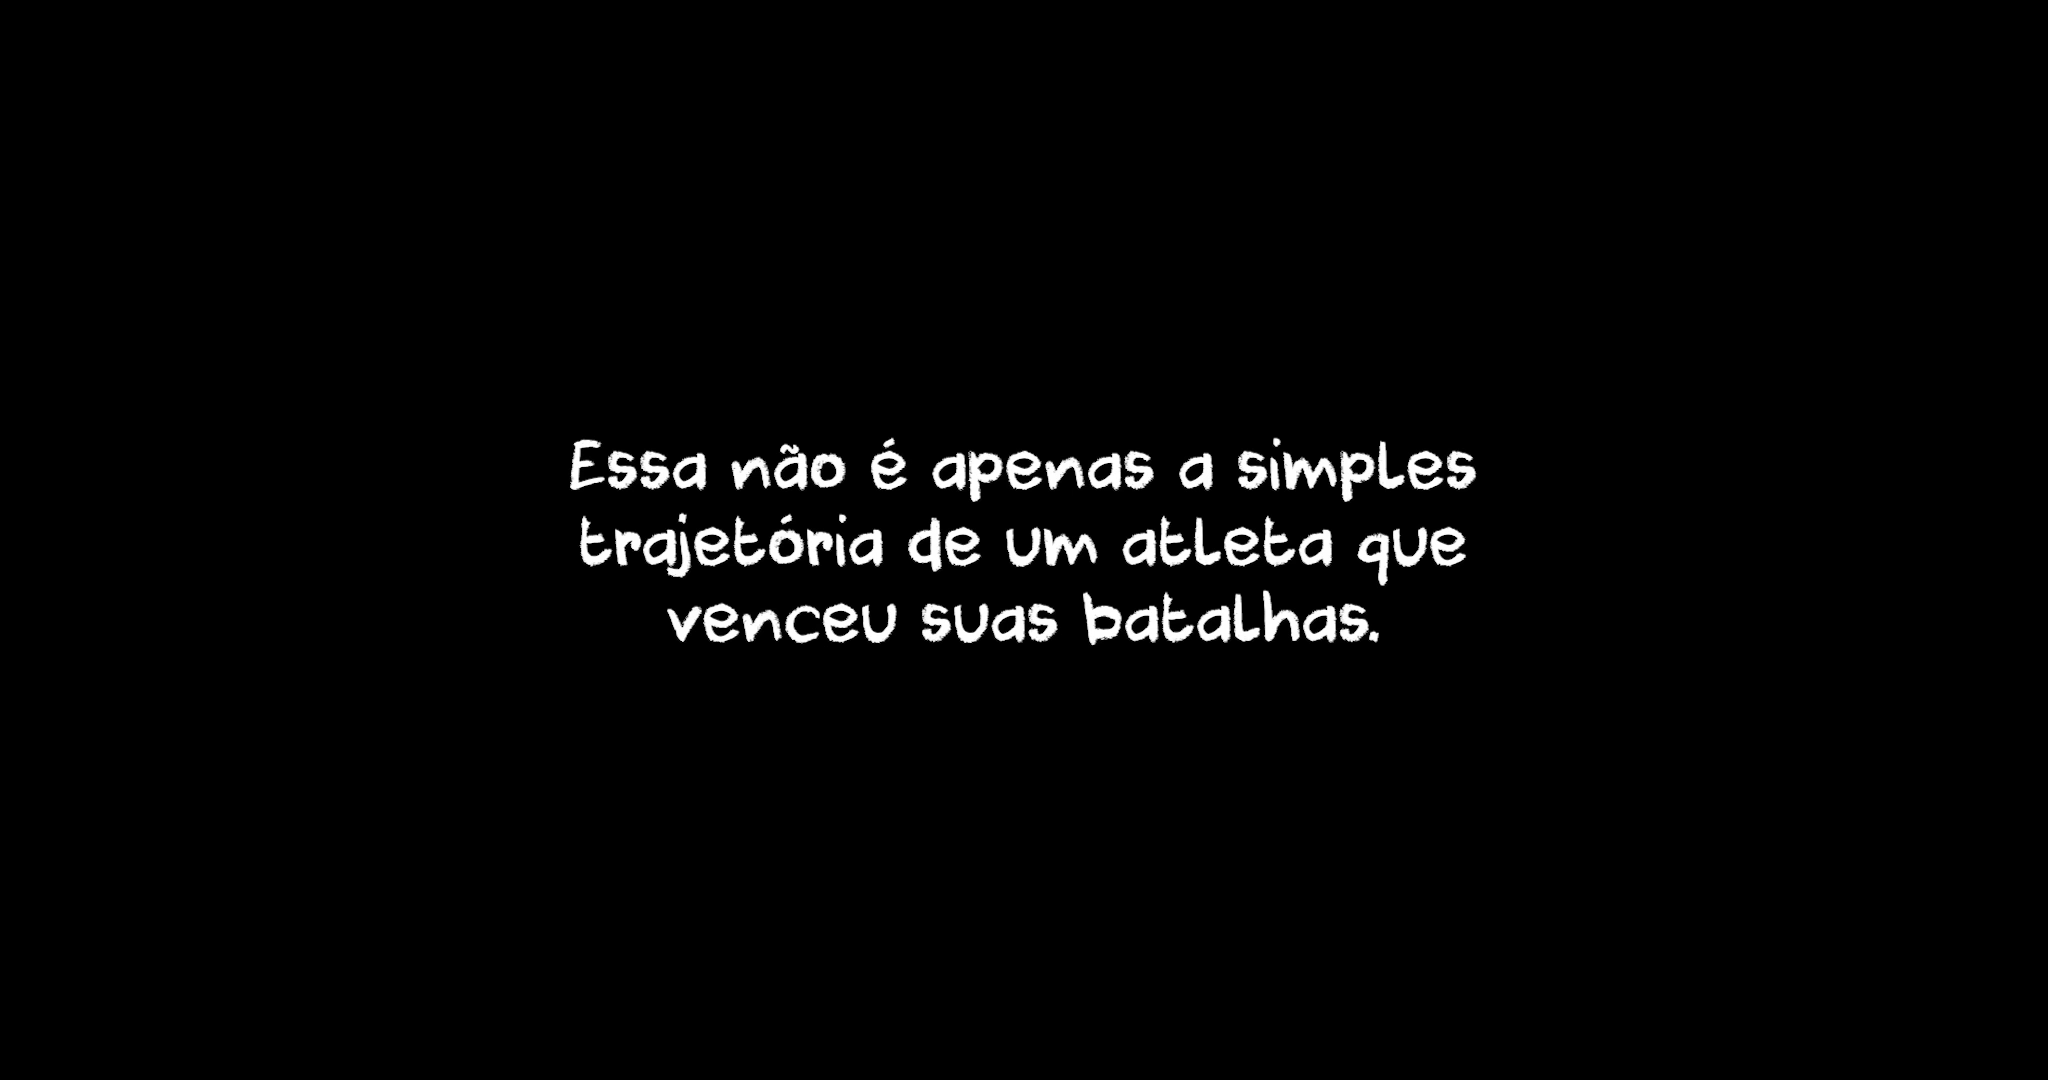 Essa não é apenas a simples
trajetória de um atleta que
venceu suas batalhas.